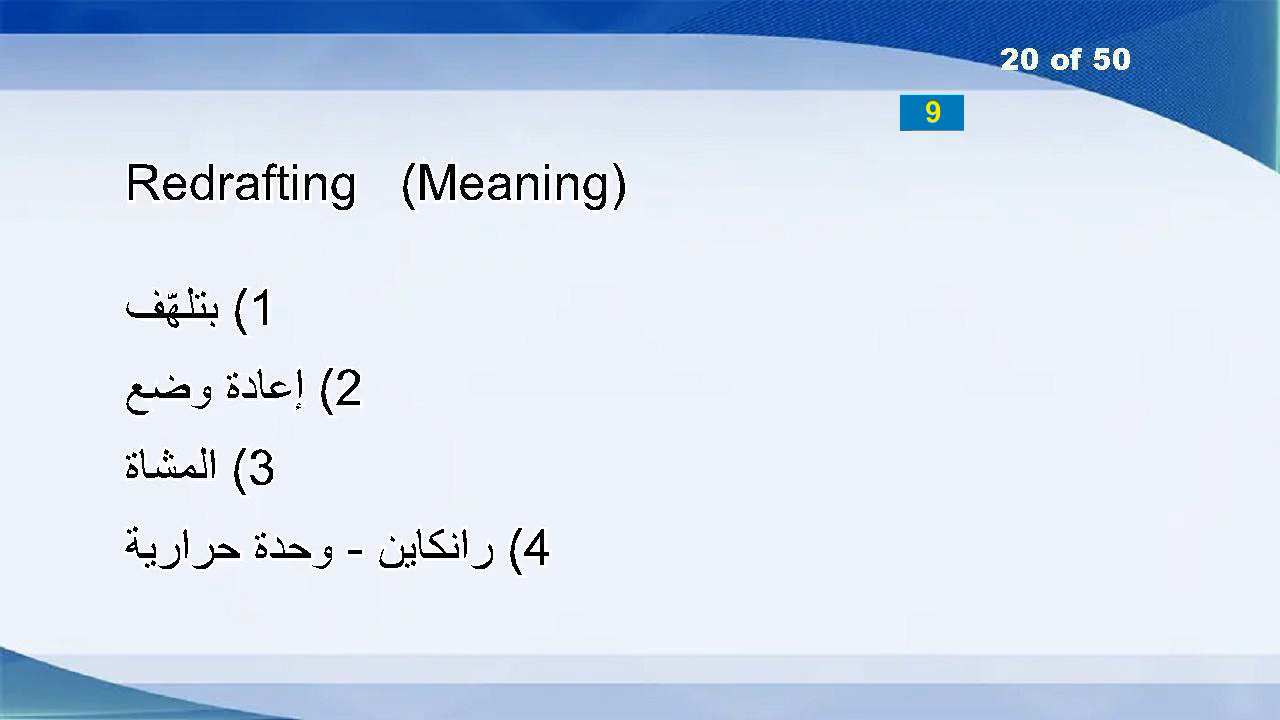 20 of 50
9
Redrafting (Meaning)
1) بتلهّف
2) إعادة وضع
3) المشاة
4) رانكاين - وحدة حرارية